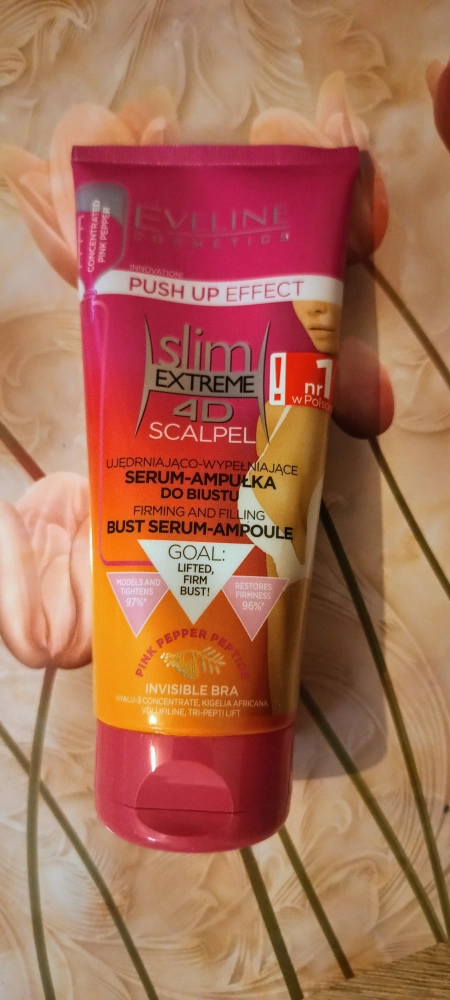 EVELINE
COSMETICS
CONCENTRATED
PINK PEPPER
INNOVATION:
PUSH UP EFFECT
slim
EXTREME
4D
SCALPEL
! nr 1
w Polsce
UJĘDRNIAJĄCO-WYPEŁNIAJĄCE
SERUM-AMPUŁKA
DO BIUSTU
FIRMING AND FILLING
BUST SERUM-AMPOULE
GOAL:
LIFTED,
FIRM
BUST!
MODELS AND
TIGHTENS
97%*
RESTORES
FIRMNESS
96%*
PINK PEPPER PEPTIDE
INVISIBLE BRA
HYALU-3 CONCENTRATE, KIGELIA AFRICANA,
VOLUFILINE, TRI-PEPTI LIFT